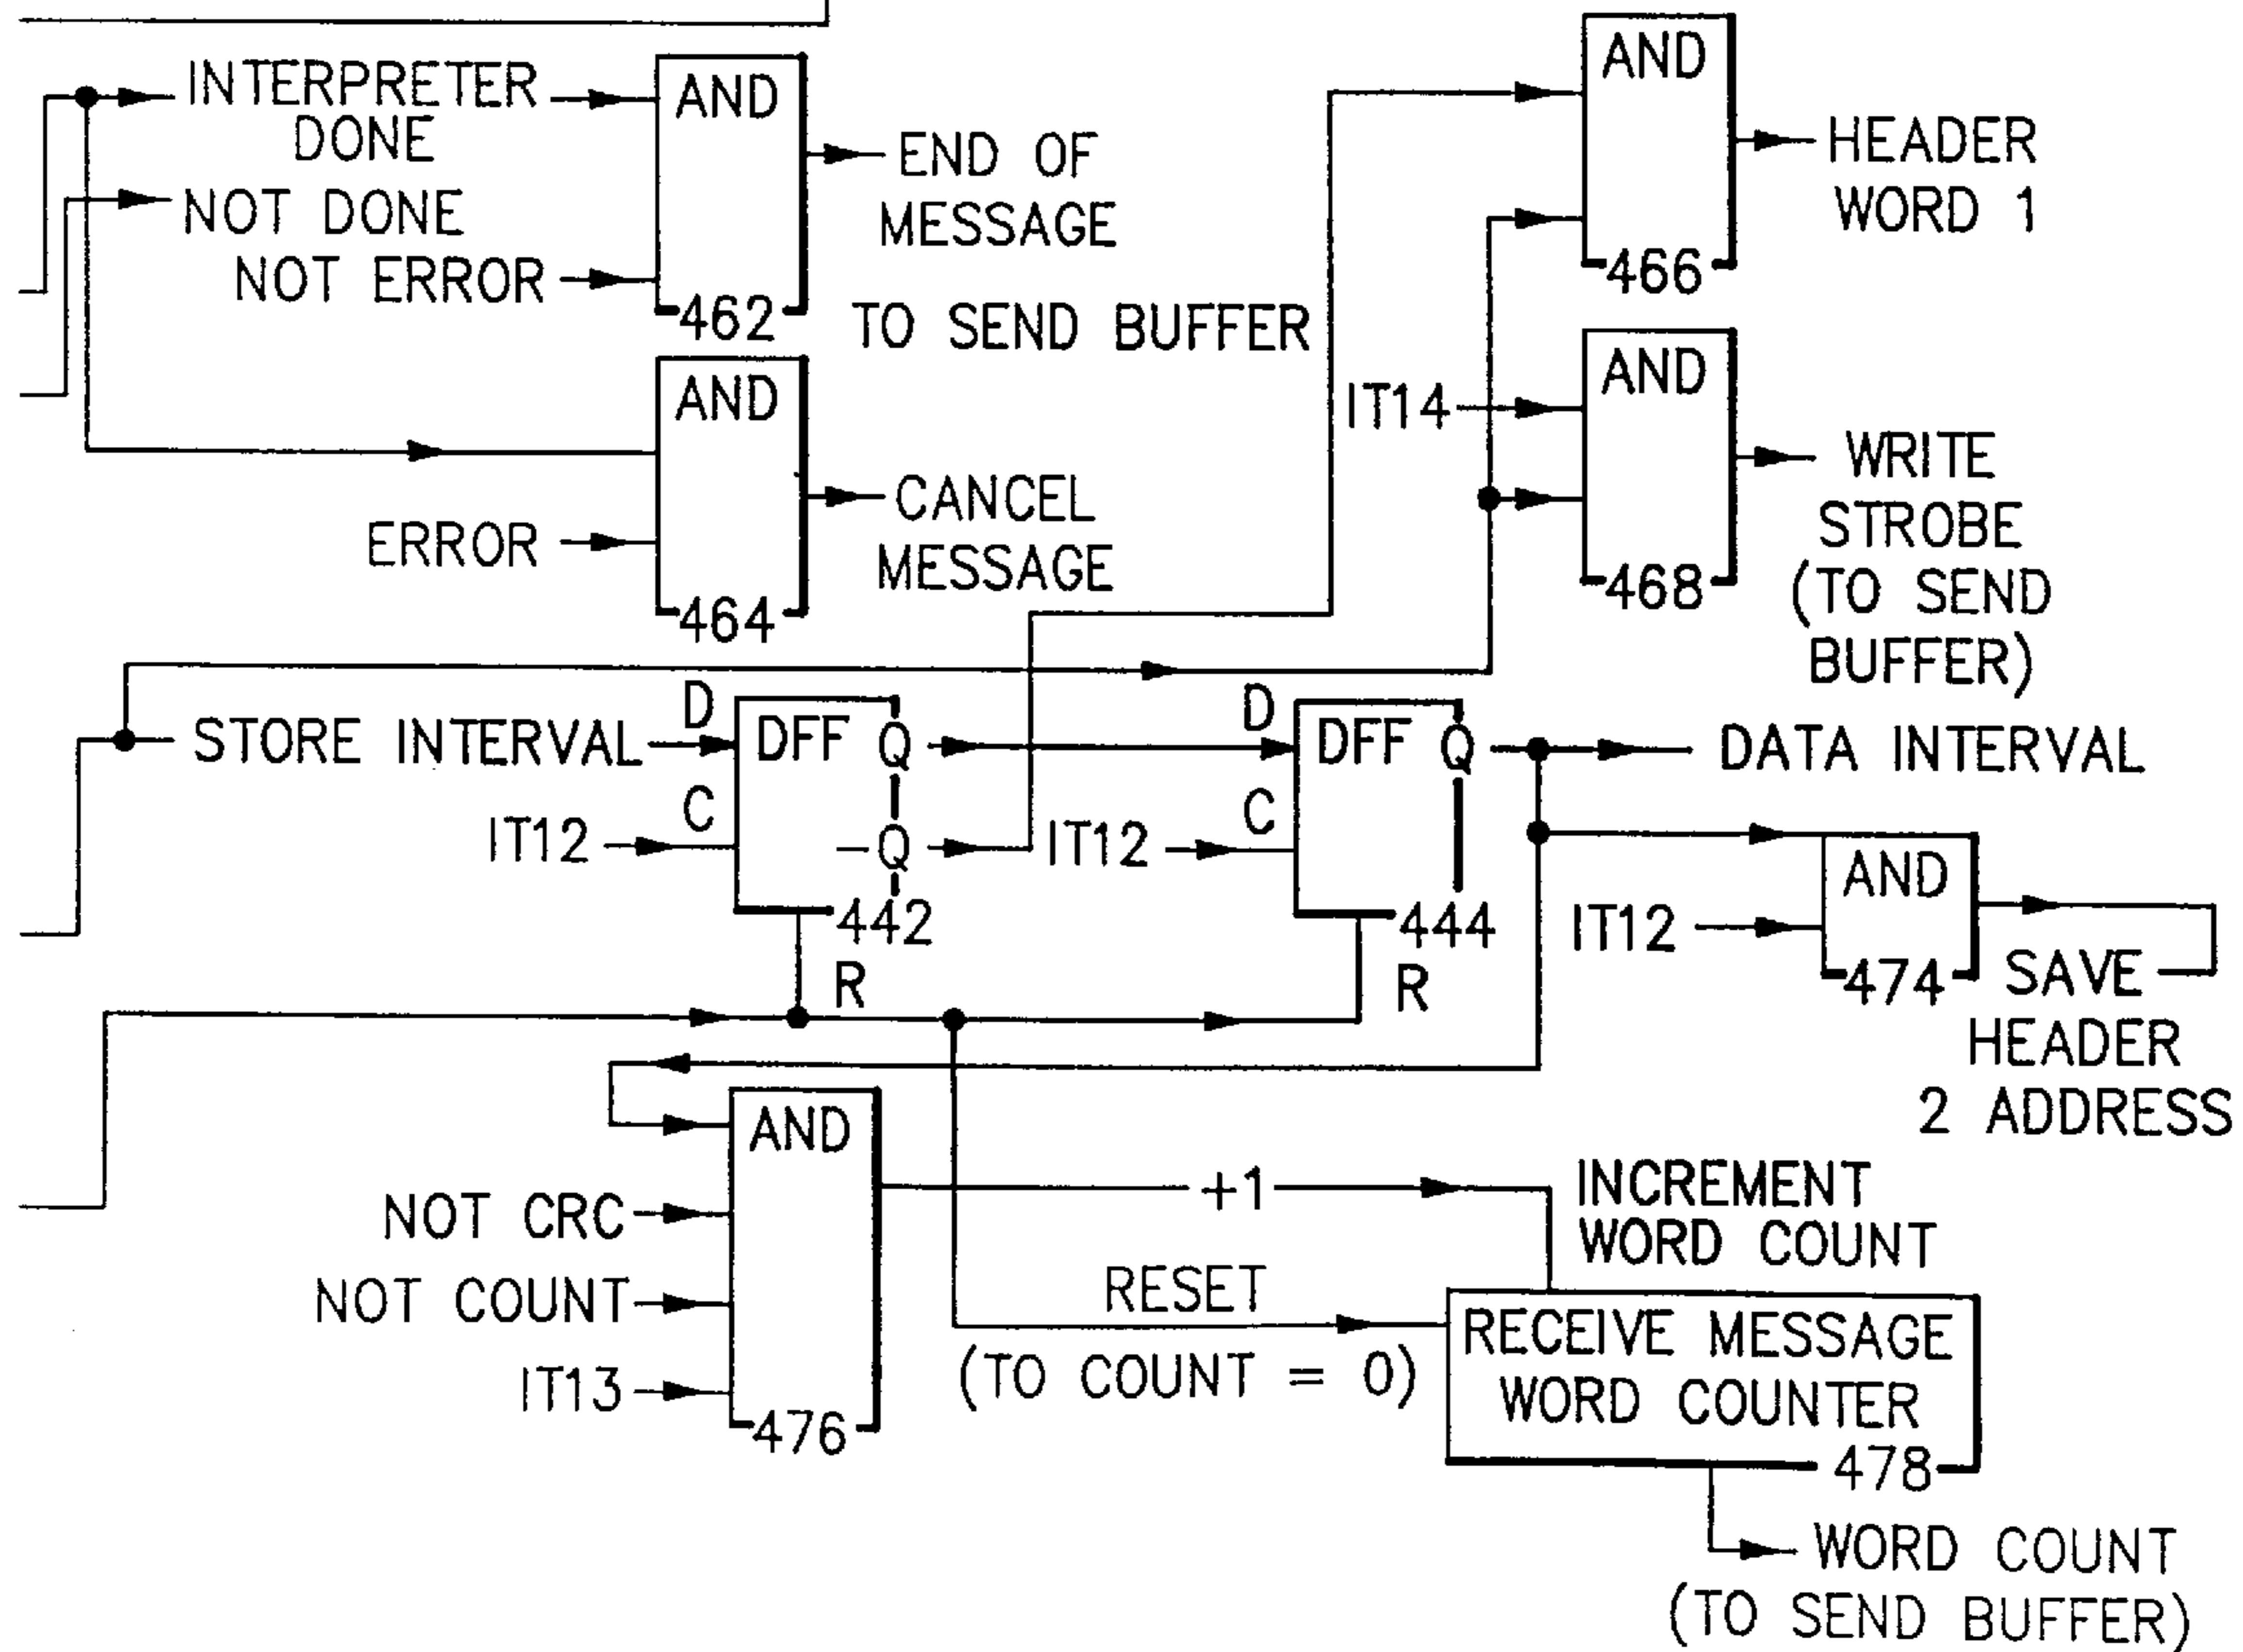 INTERPRETER
DONE
NOT DONE
NOT ERROR
AND
462
END OF
MESSAGE
TO SEND BUFFER
AND
464
ERROR
CANCEL
MESSAGE
AND
466
HEADER
WORD 1
IT14
AND
468
WRITE
STROBE
(TO SEND
BUFFER)
STORE INTERVAL
D
DFF Q
C
IT12
-Q
442
R
D
DFF Q
C
IT12
444
R
DATA INTERVAL
AND
IT12
474
SAVE
HEADER
2 ADDRESS
AND
NOT CRC
NOT COUNT
IT13
476
+1
INCREMENT
WORD COUNT
RESET
(TO COUNT = 0)
RECEIVE MESSAGE
WORD COUNTER
478
WORD COUNT
(TO SEND BUFFER)